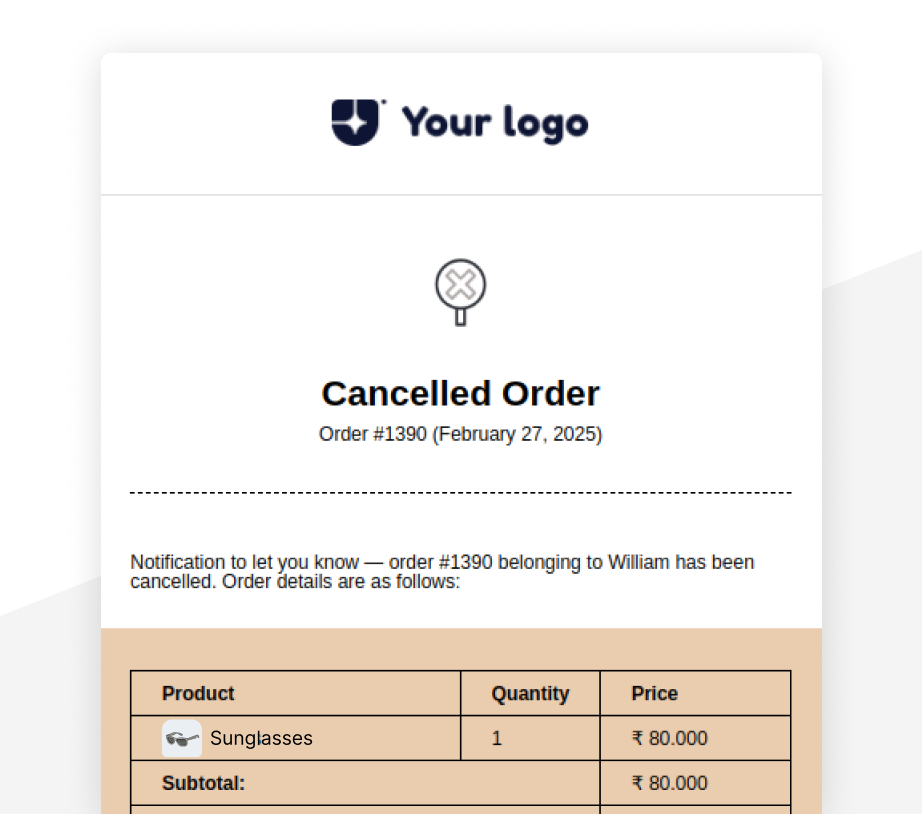 Your logo
Cancelled Order
Order #1390 (February 27, 2025)
Notification to let you know — order #1390 belonging to William has been
cancelled. Order details are as follows:
Product Quantity Price
Sunglasses 1 ₹ 80.000
Subtotal: ₹ 80.000